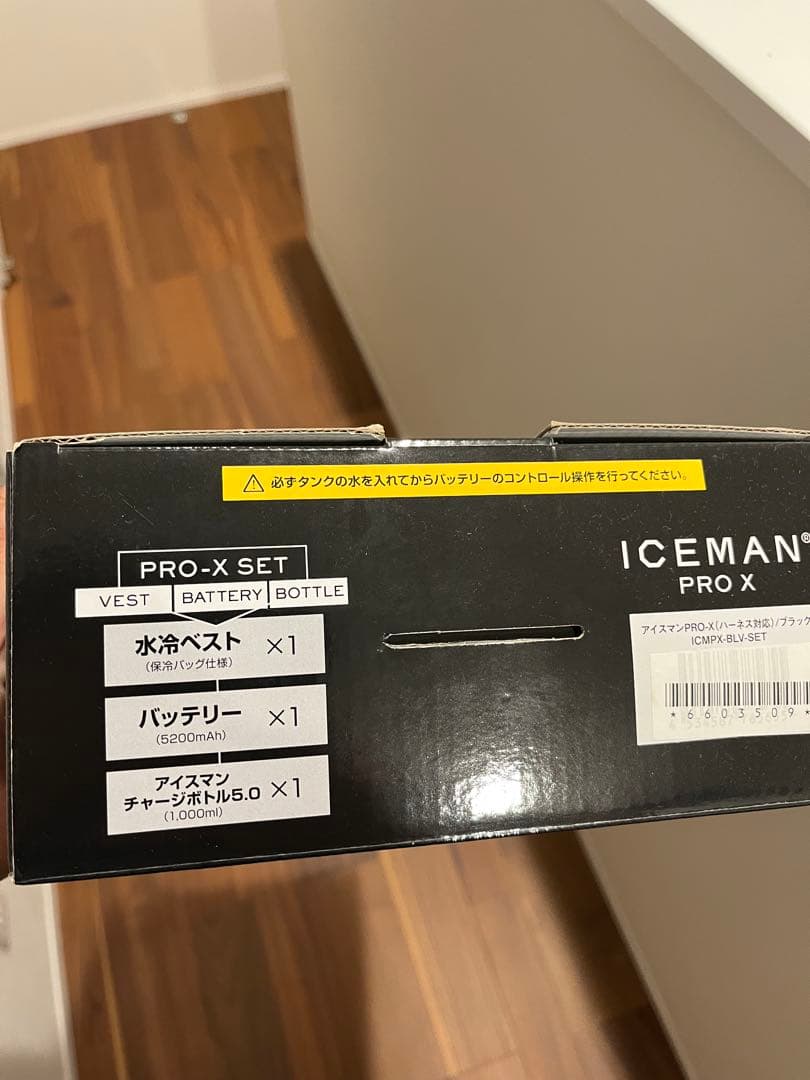 ⚠ 必ずタンクの水を入れてからバッテリーのコントロール操作を行ってください。
PRO-X SET
VEST BATTERY BOTTLE
水冷ベスト ×1
(保冷バッグ仕様)
バッテリー ×1
(5200mAh)
アイスマン
チャージボトル5.0 ×1
(1,000ml)
ICEMAN®
PRO X
アイスマンPRO-X(ハーネス対応)/ブラック
ICMPX-BLV-SET
*6603509*